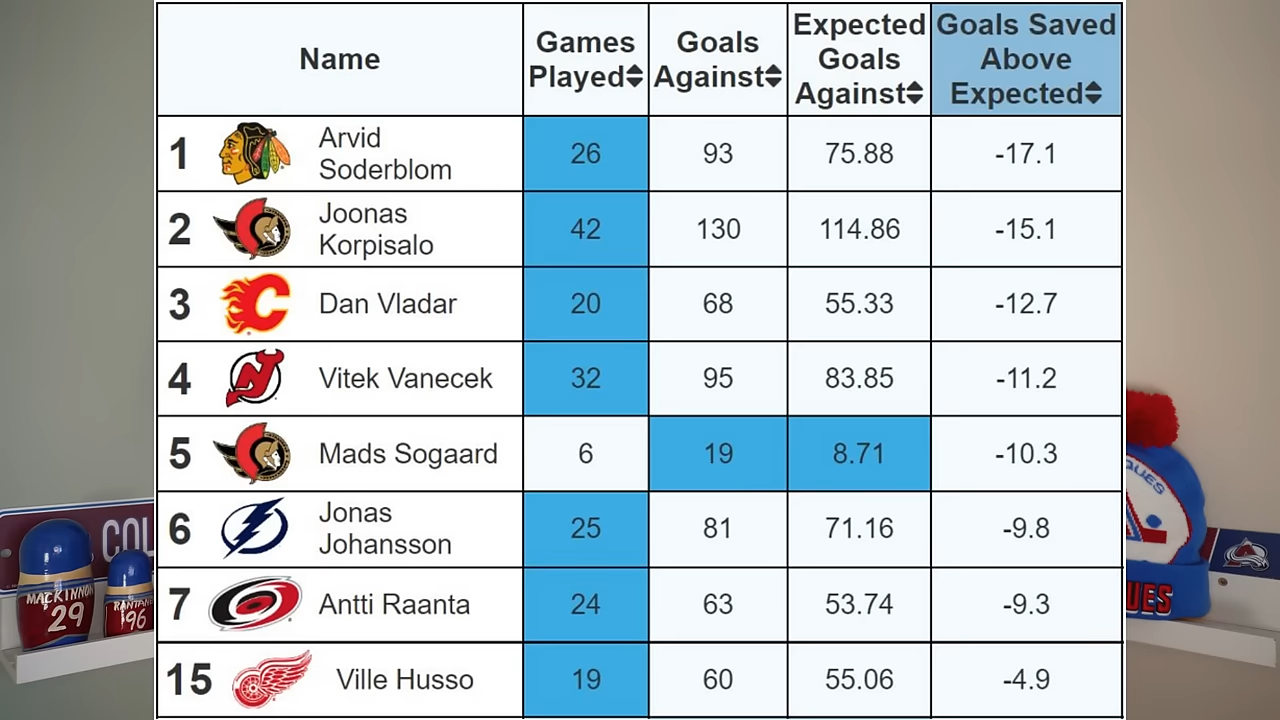 Name
Games Played
Goals Against
Expected Goals Against
Goals Saved Above Expected
1 Arvid Soderblom 26 93 75.88 -17.1
2 Joonas Korpisalo 42 130 114.86 -15.1
3 Dan Vladar 20 68 55.33 -12.7
4 Vitek Vanecek 32 95 83.85 -11.2
5 Mads Sogaard 6 19 8.71 -10.3
6 Jonas Johansson 25 81 71.16 -9.8
7 Antti Raanta 24 63 53.74 -9.3
15 Ville Husso 19 60 55.06 -4.9
COL
MACKINNON
29
RANTANE
96
QUES
UES